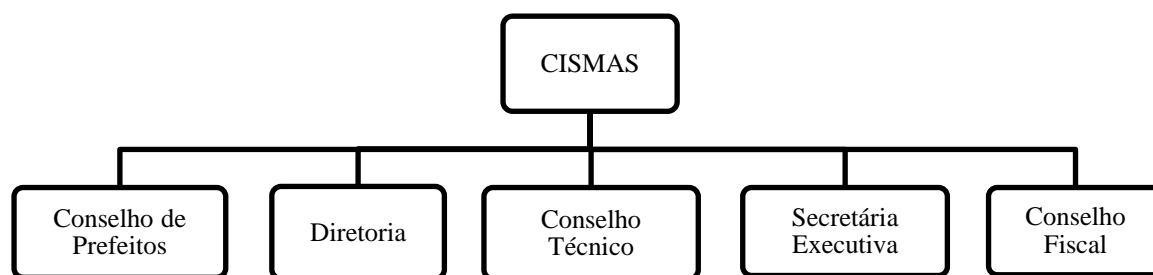 CISMAS
Conselho de
Prefeitos
Diretoria
Conselho
Técnico
Secretária
Executiva
Conselho
Fiscal